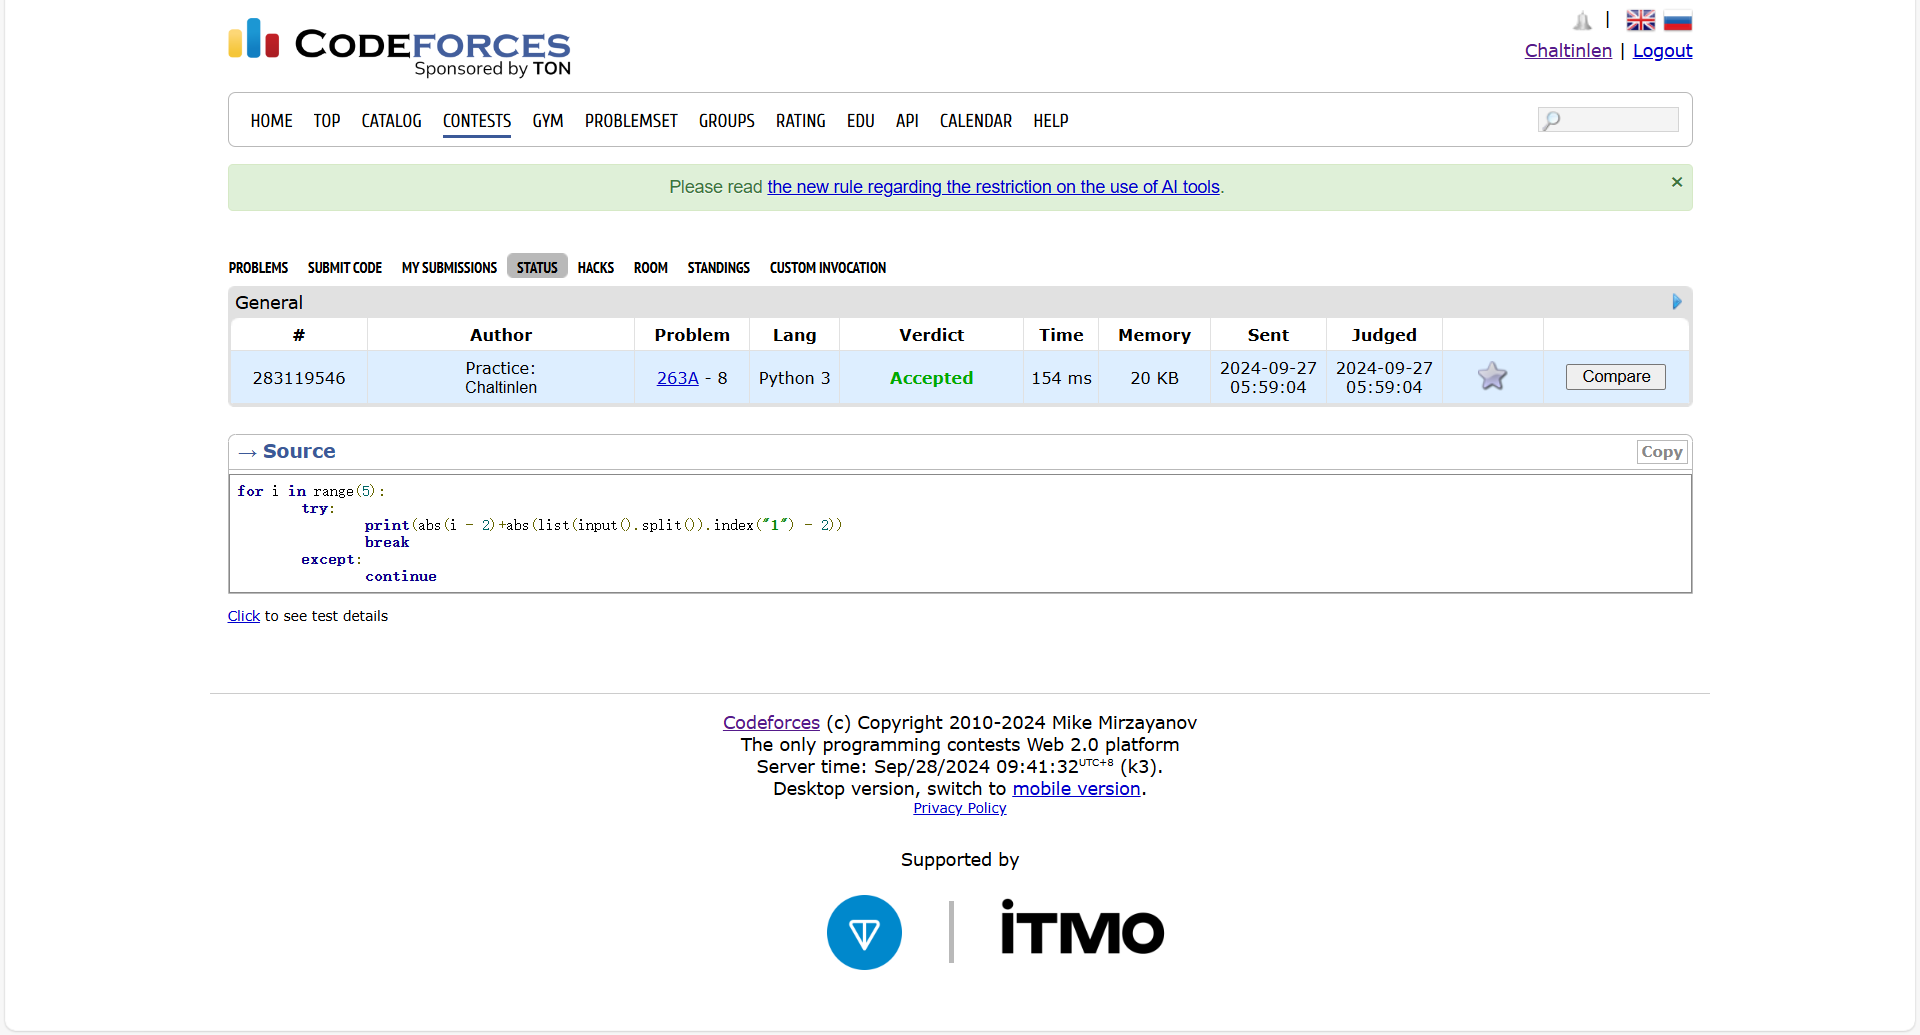 CODEFORCES
Sponsored by TON
|
Chaltinlen | Logout
HOME TOP CATALOG CONTESTS GYM PROBLEMSET GROUPS RATING EDU API CALENDAR HELP
Please read the new rule regarding the restriction on the use of AI tools.
×
PROBLEMS SUBMIT CODE MY SUBMISSIONS STATUS HACKS ROOM STANDINGS CUSTOM INVOCATION
General
# Author Problem Lang Verdict Time Memory Sent Judged
283119546 Practice: Chaltinlen 263A - 8 Python 3 Accepted 154 ms 20 KB 2024-09-27 05:59:04 2024-09-27 05:59:04 Compare
→ Source Copy
for i in range(5):
        try:
                print(abs(i - 2)+abs(list(input().split()).index("1") - 2))
                break
        except:
                continue
Click to see test details
Codeforces (c) Copyright 2010-2024 Mike Mirzayanov
The only programming contests Web 2.0 platform
Server time: Sep/28/2024 09:41:32UTC+8 (k3).
Desktop version, switch to mobile version.
Privacy Policy
Supported by
iTMO